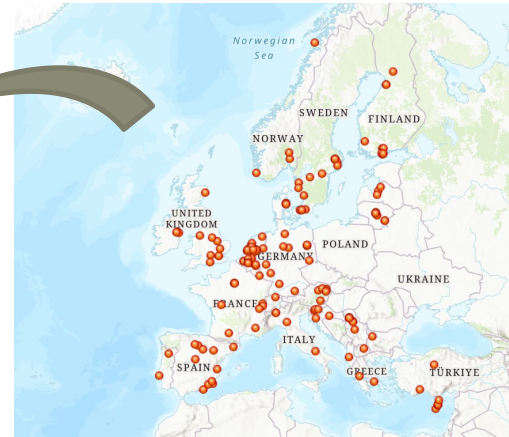 Norwegian
Sea
SWEDEN
FINLAND
NORWAY
UNITED
KINGDOM
POLAND
GERMANY
UKRAINE
FRANCE
ITALY
SPAIN
GREECE
TÜRKIYE